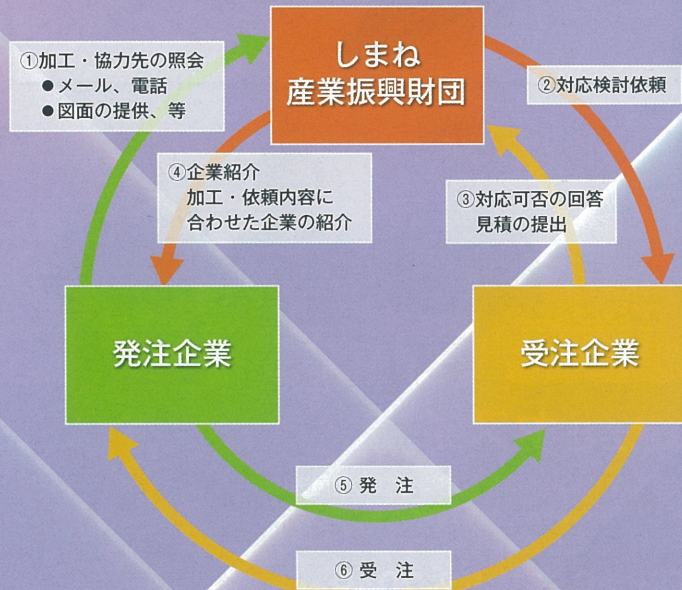 しまね
産業振興財団
①加工・協力先の照会
●メール、電話
●図面の提供、等
②対応検討依頼
④企業紹介
加工・依頼内容に
合わせた企業の紹介
③対応可否の回答
見積の提出
発注企業
受注企業
⑤ 発　注
⑥ 受　注